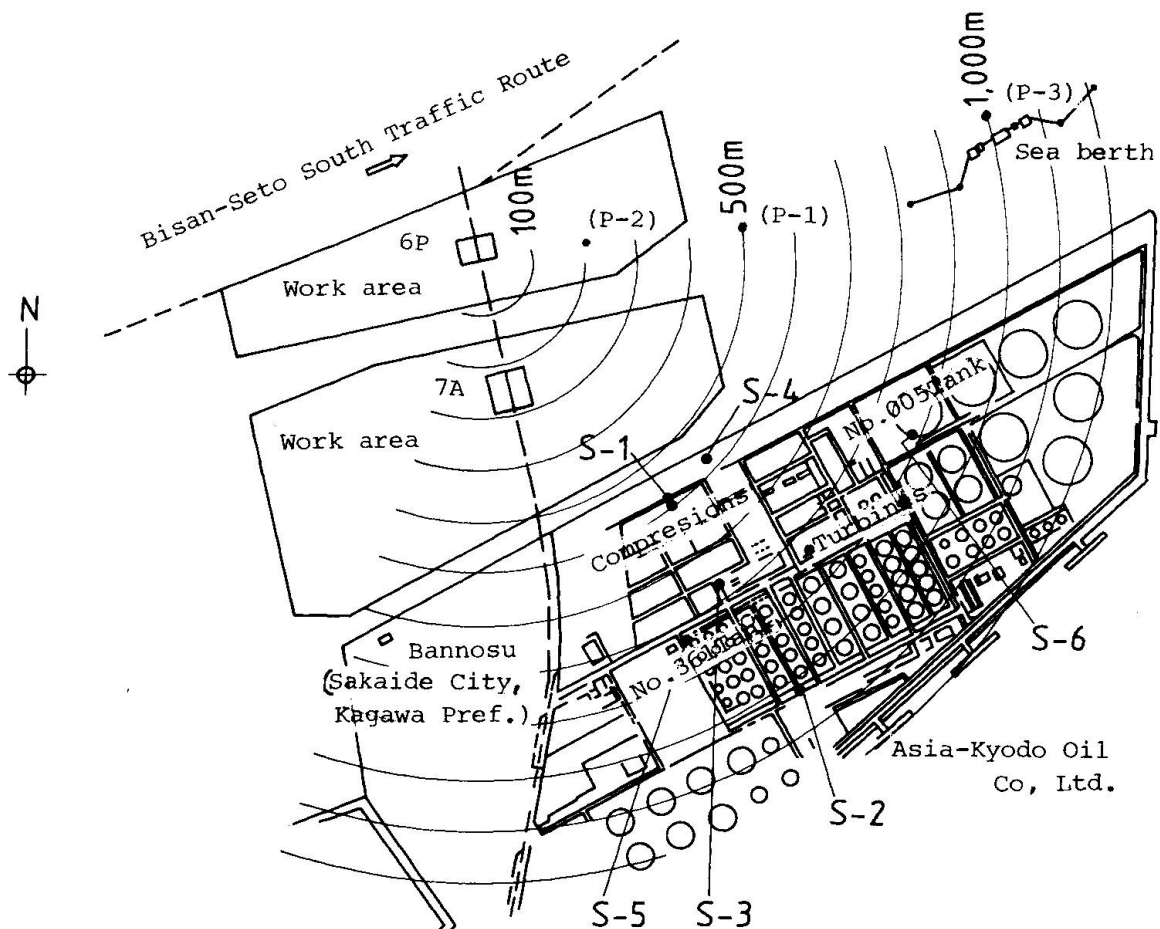 1,000m
(P-3)
Sea berth
Bisan-Seto South Traffic Route
100m
(P-2)
500m
(P-1)
6P
Work area
N
7A
Work area
S-4
S-1
No.005Tank
Compresions
Turbines
Bannosu
(Sakaide City,
Kagawa Pref.)
S-6
Asia-Kyodo Oil
Co, Ltd.
S-2
S-5
S-3